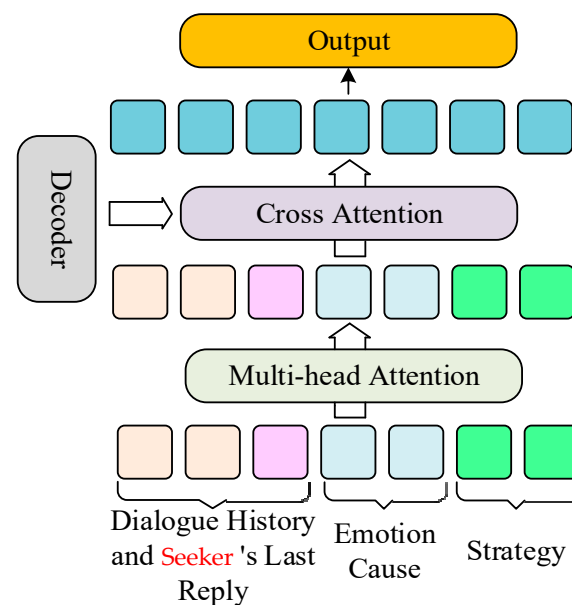 Output
Decoder
Cross Attention
Multi-head Attention
Dialogue History
and Seeker 's Last
Reply
Emotion
Cause
Strategy